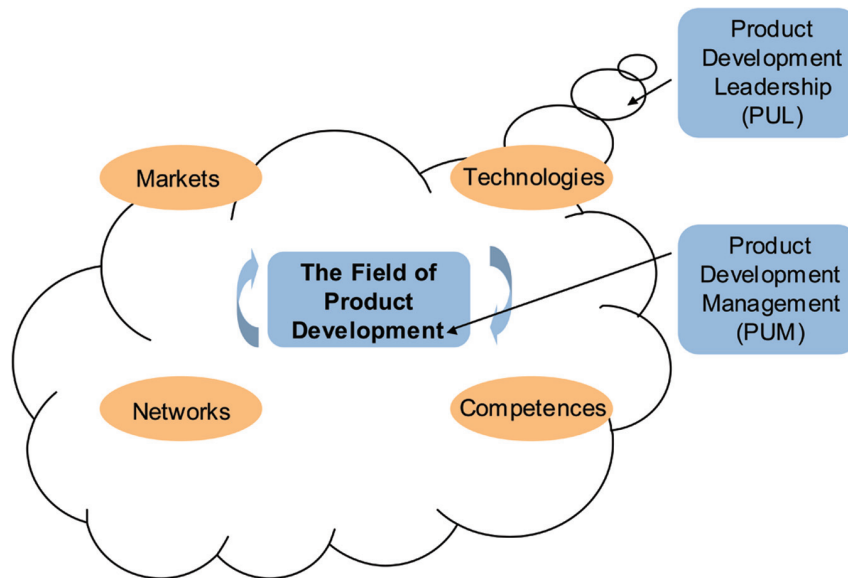 Product
Development
Leadership
(PUL)
Markets
Technologies
The Field of
Product
Development
Product
Development
Management
(PUM)
Networks
Competences